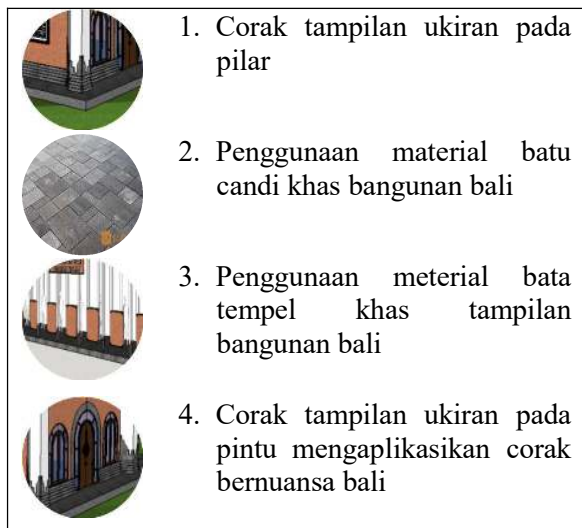 1. Corak tampilan ukiran pada
pilar
2. Penggunaan material batu
candi khas bangunan bali
3. Penggunaan meterial bata
tempel khas tampilan
bangunan bali
4. Corak tampilan ukiran pada
pintu mengaplikasikan corak
bernuansa bali